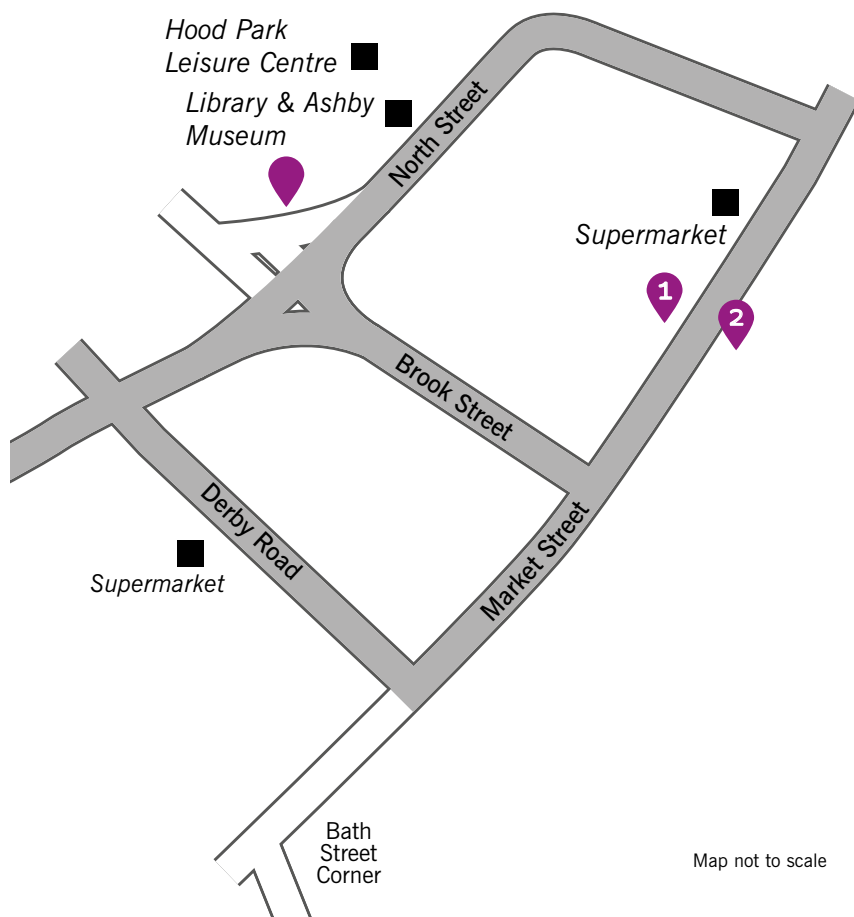 Hood Park
Leisure Centre
Library & Ashby
Museum
North Street
Supermarket
1
2
Brook Street
Derby Road
Market Street
Supermarket
Bath
Street
Corner
Map not to scale